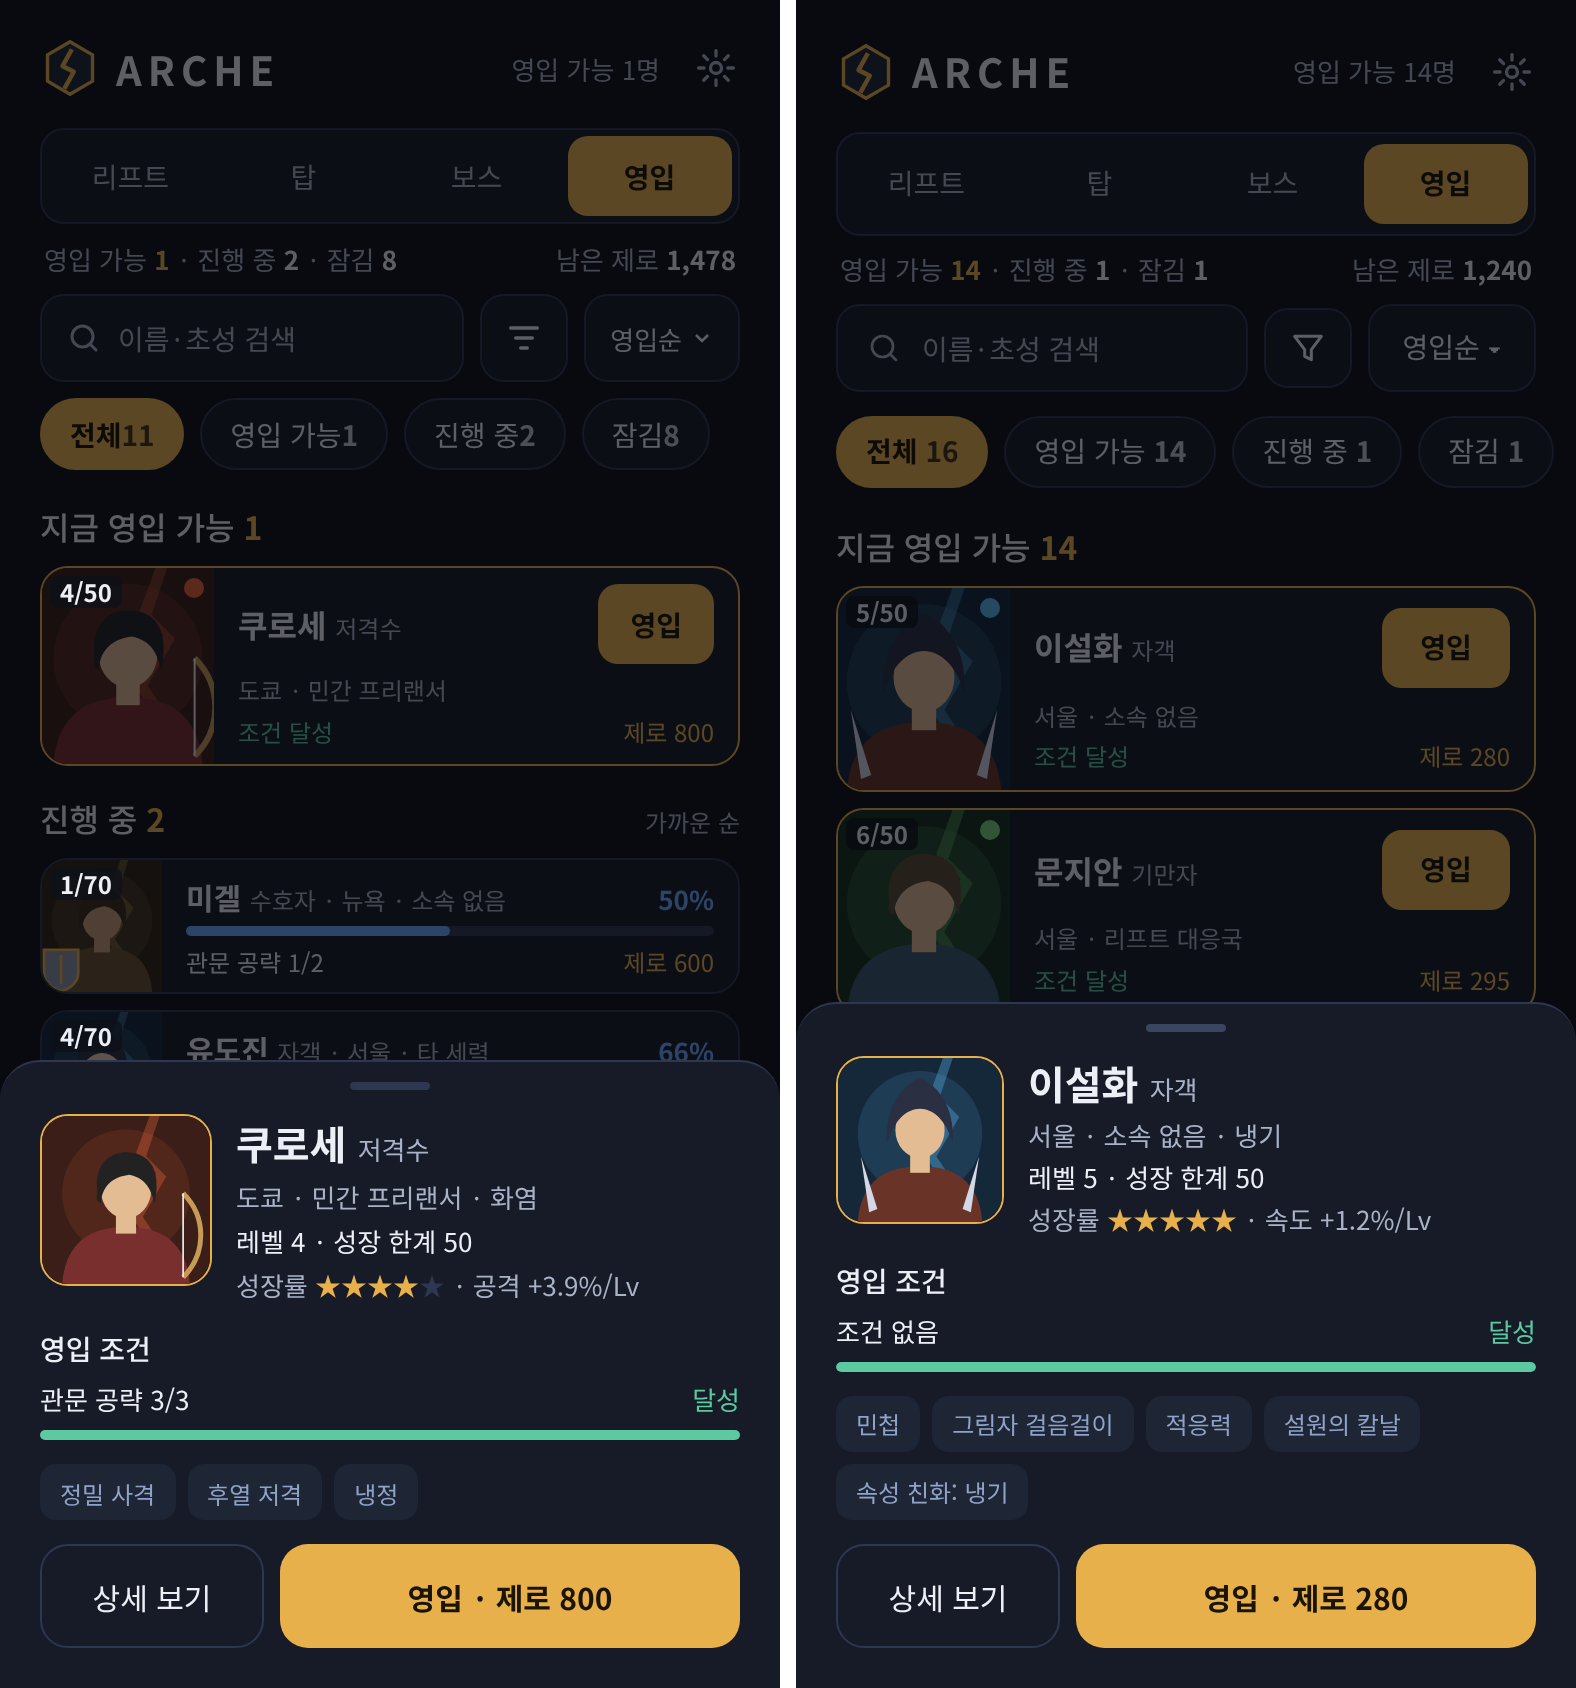 ARCHE
영입 가능 1명
리프트 탑 보스 영입
영입 가능 1 · 진행 중 2 · 잠김 8
남은 제로 1,478
이름·초성 검색
영입순
전체11 영입 가능1 진행 중2 잠김8
지금 영입 가능 1
4/50
쿠로세 저격수
영입
도쿄 · 민간 프리랜서
조건 달성
제로 800
진행 중 2
가까운 순
1/70
미겔 수호자 · 뉴욕 · 소속 없음
50%
관문 공략 1/2
제로 600
4/70
유도진 자객 · 서울 · 타 세력
66%
쿠로세 저격수
도쿄 · 민간 프리랜서 · 화염
레벨 4 · 성장 한계 50
성장률 ★★★★★ · 공격 +3.9%/Lv
영입 조건
관문 공략 3/3
달성
정밀 사격 후열 저격 냉정
상세 보기
영입 · 제로 800
ARCHE
영입 가능 14명
리프트 탑 보스 영입
영입 가능 14 · 진행 중 1 · 잠김 1
남은 제로 1,240
이름·초성 검색
영입순
전체 16 영입 가능 14 진행 중 1 잠김 1
지금 영입 가능 14
5/50
이설화 자객
영입
서울 · 소속 없음
조건 달성
제로 280
6/50
문지안 기만자
영입
서울 · 리프트 대응국
조건 달성
제로 295
이설화 자객
서울 · 소속 없음 · 냉기
레벨 5 · 성장 한계 50
성장률 ★★★★★ · 속도 +1.2%/Lv
영입 조건
조건 없음
달성
민첩 그림자 걸음걸이 적응력 설원의 칼날
속성 친화: 냉기
상세 보기
영입 · 제로 280